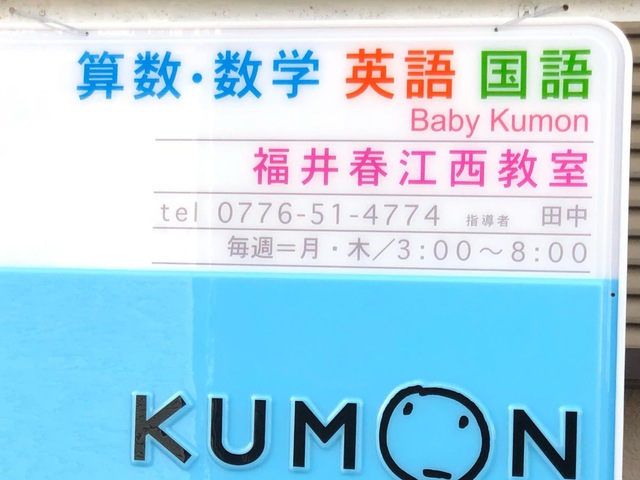 算数・数学 英語 国語
Baby Kumon
福井春江西教室
tel 0776-51-4774 指導者 田中
毎週=月・木/3:00～8:00
KUMON